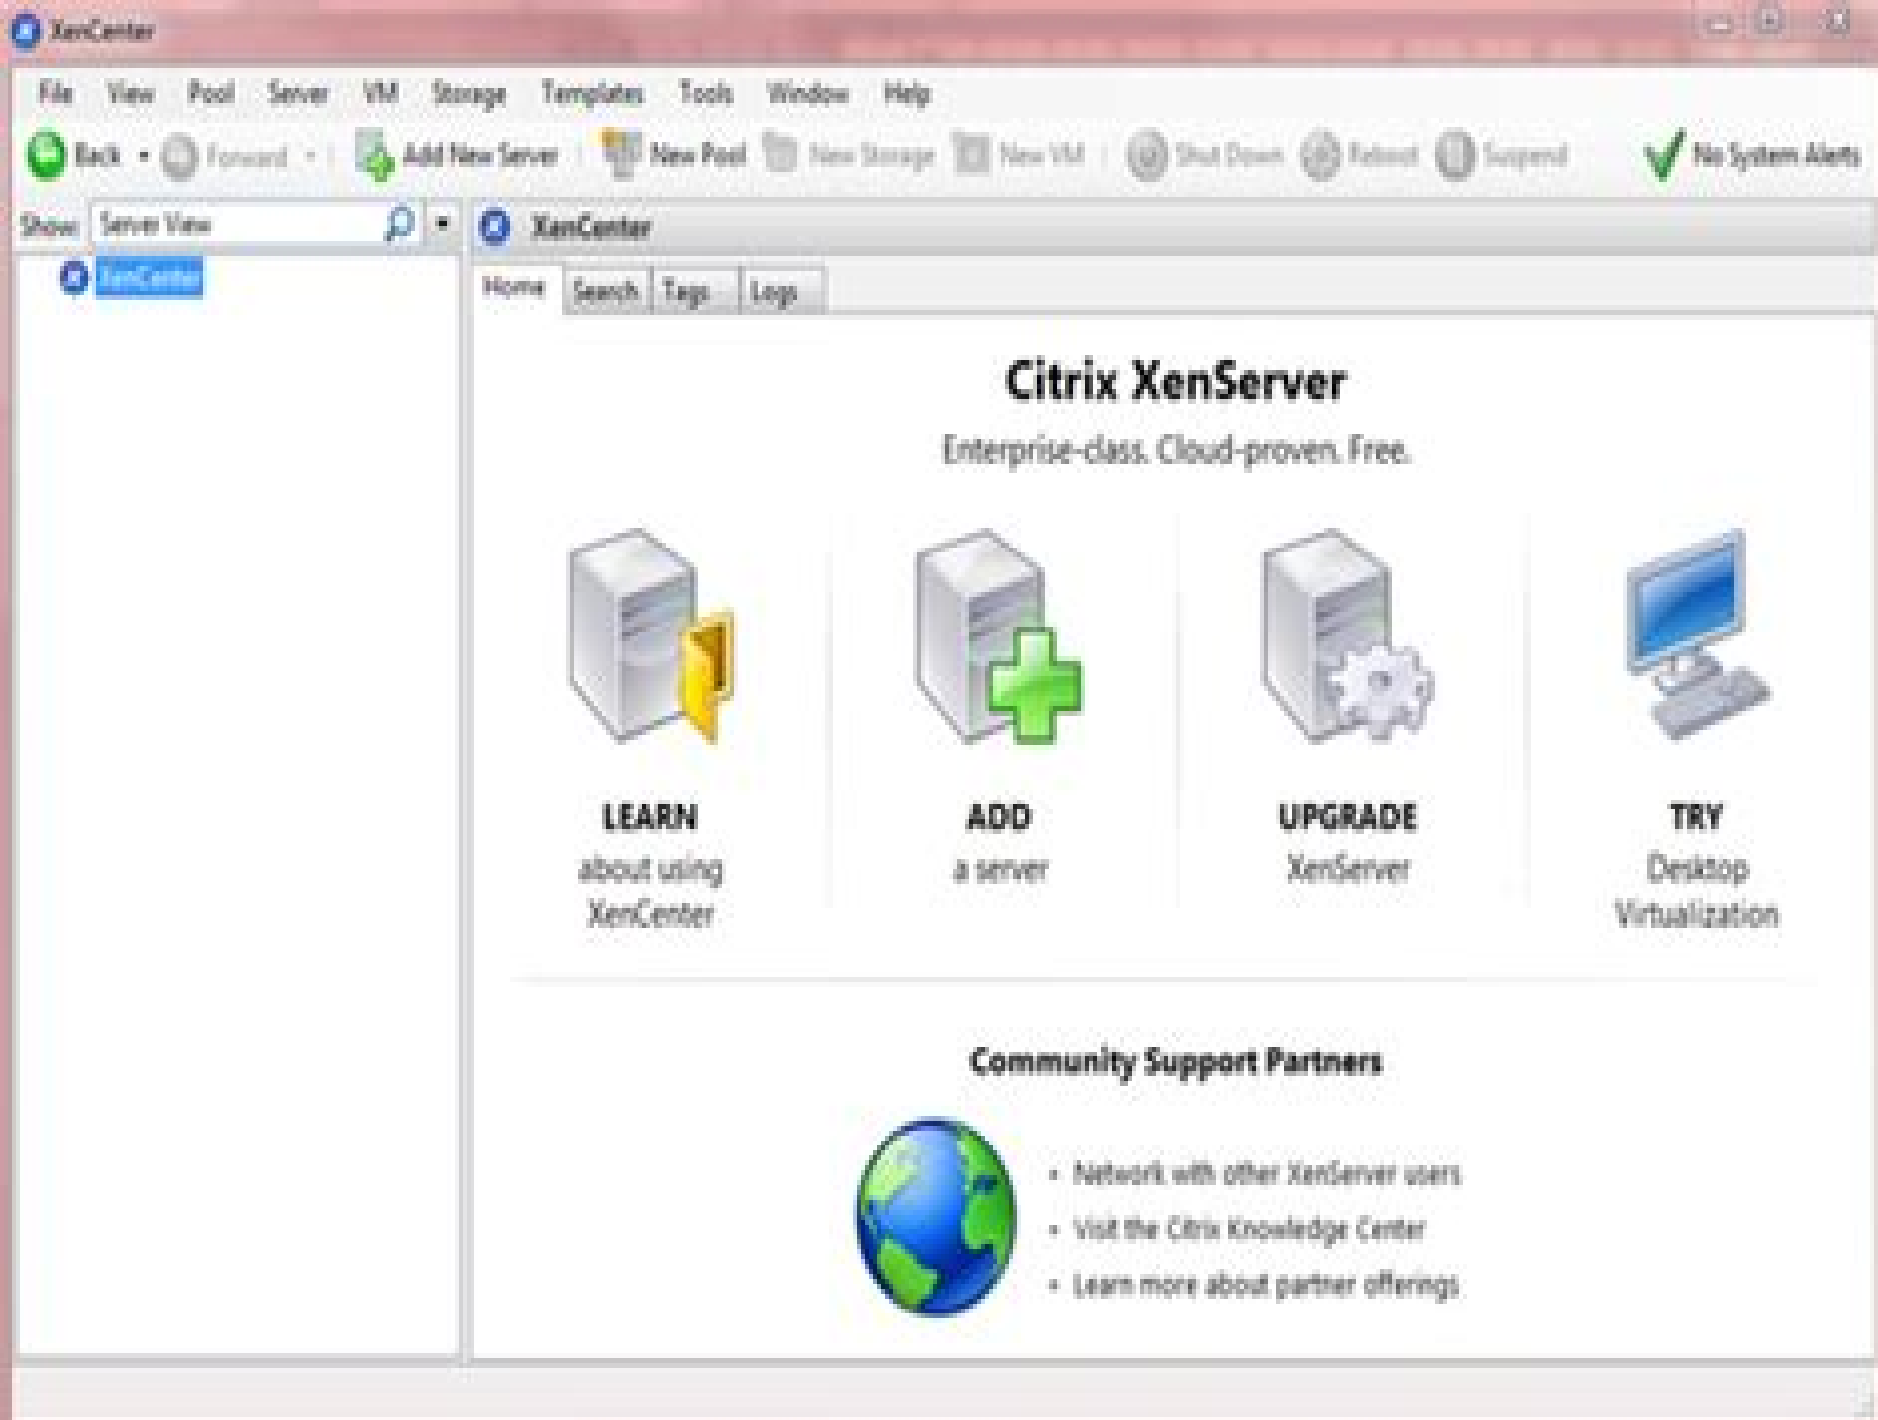 XenCenter
File View Pool Server VM Storage Templates Tools Window Help
Back Forward Add New Server New Pool New Storage New VM Shut Down Reboot Suspend No System Alerts
Show: Server View
XenCenter
XenCenter
Home Search Tags Logs
Citrix XenServer
Enterprise-class. Cloud-proven. Free.
LEARN
about using
XenCenter
ADD
a server
UPGRADE
XenServer
TRY
Desktop
Virtualization
Community Support Partners
• Network with other XenServer users
• Visit the Citrix Knowledge Center
• Learn more about partner offerings